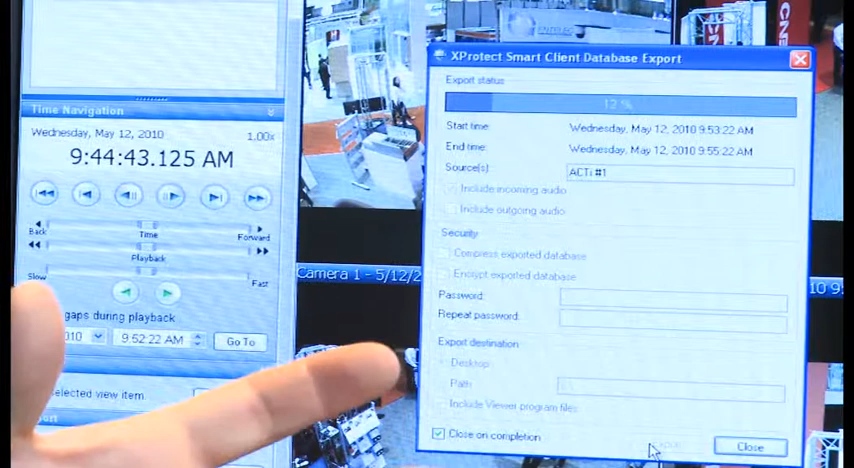 XProtect Smart Client Database Export
Export status
12 %
Start time: Wednesday, May 12, 2010 9:53:22 AM
End time: Wednesday, May 12, 2010 9:55:22 AM
Source(s): ACTi #1
Include incoming audio
Include outgoing audio
Security
Compress exported database
Encrypt exported database
Password:
Repeat password:
Export destination
Desktop
Path
Include Viewer program files
Close on completion
Close
Time Navigation
Wednesday, May 12, 2010 1.00x
9:44:43.125 AM
Back Time Forward
Playback
Slow Fast
gaps during playback
9:52:22 AM Go To
selected view item.
Camera 1 - 5/12/2